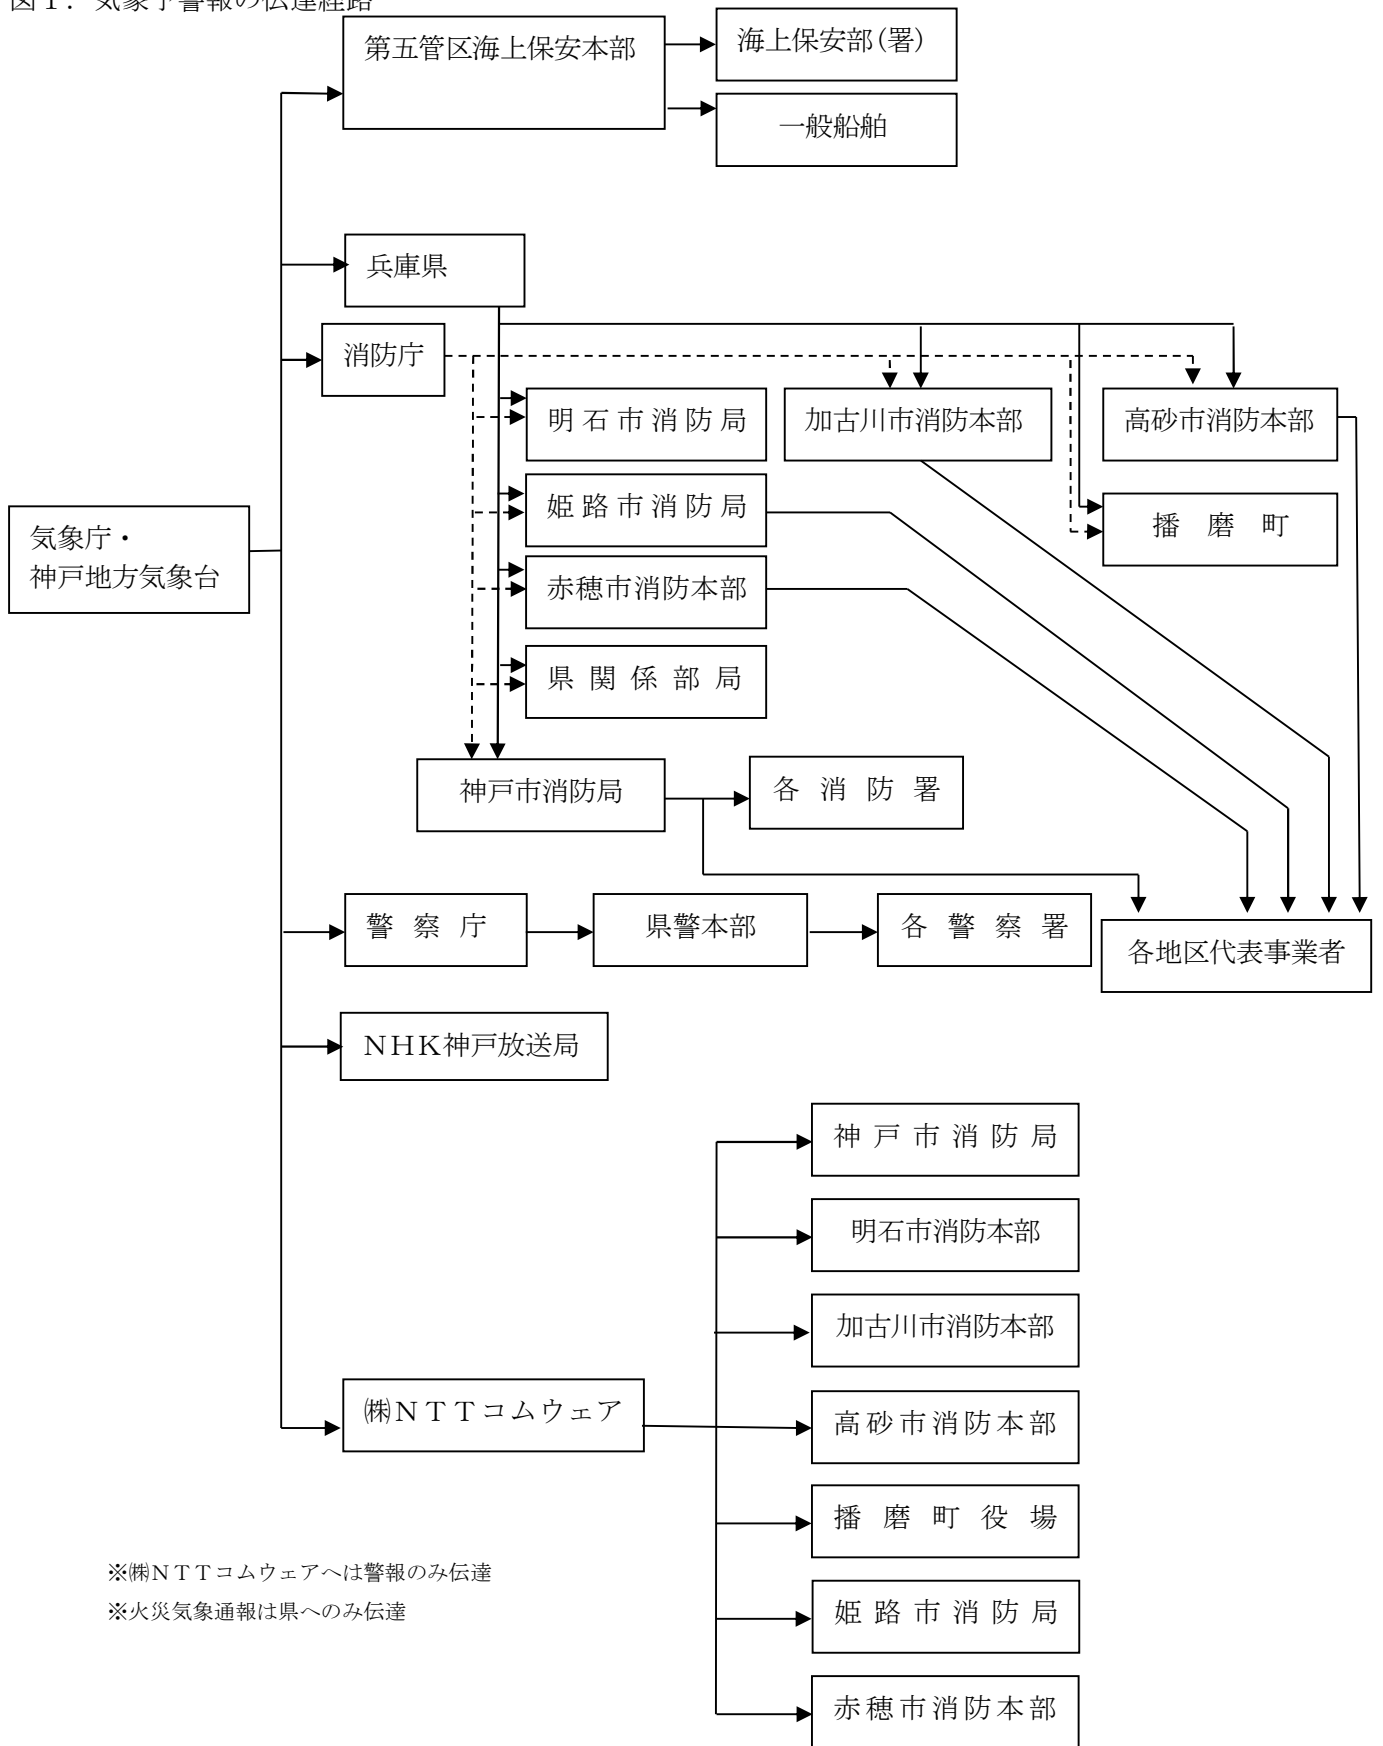 図１．気象予警報の伝達経路
第五管区海上保安本部
海上保安部(署)
一般船舶
兵庫県
消防庁
明石市消防局
加古川市消防本部
高砂市消防本部
姫路市消防局
播磨町
気象庁・
神戸地方気象台
赤穂市消防本部
県関係部局
神戸市消防局
各消防署
警察庁
県警本部
各警察署
各地区代表事業者
ＮＨＫ神戸放送局
神戸市消防局
明石市消防本部
加古川市消防本部
㈱ＮＴＴコムウェア
高砂市消防本部
播磨町役場
※㈱ＮＴＴコムウェアへは警報のみ伝達
※火災気象通報は県へのみ伝達
姫路市消防局
赤穂市消防本部